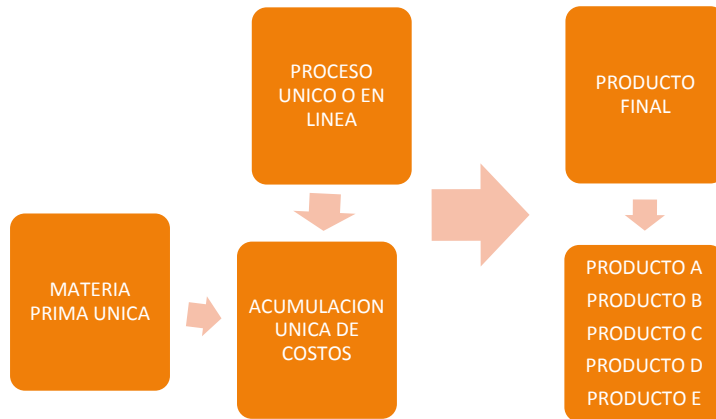 PROCESO
UNICO O EN
LINEA
PRODUCTO
FINAL
MATERIA
PRIMA UNICA
ACUMULACION
UNICA DE
COSTOS
PRODUCTO A
PRODUCTO B
PRODUCTO C
PRODUCTO D
PRODUCTO E